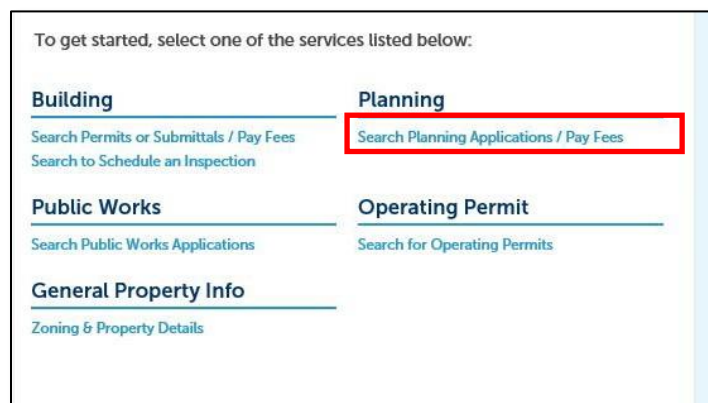 To get started, select one of the services listed below:
Building
Search Permits or Submittals / Pay Fees
Search to Schedule an Inspection
Planning
Search Planning Applications / Pay Fees
Public Works
Search Public Works Applications
Operating Permit
Search for Operating Permits
General Property Info
Zoning & Property Details